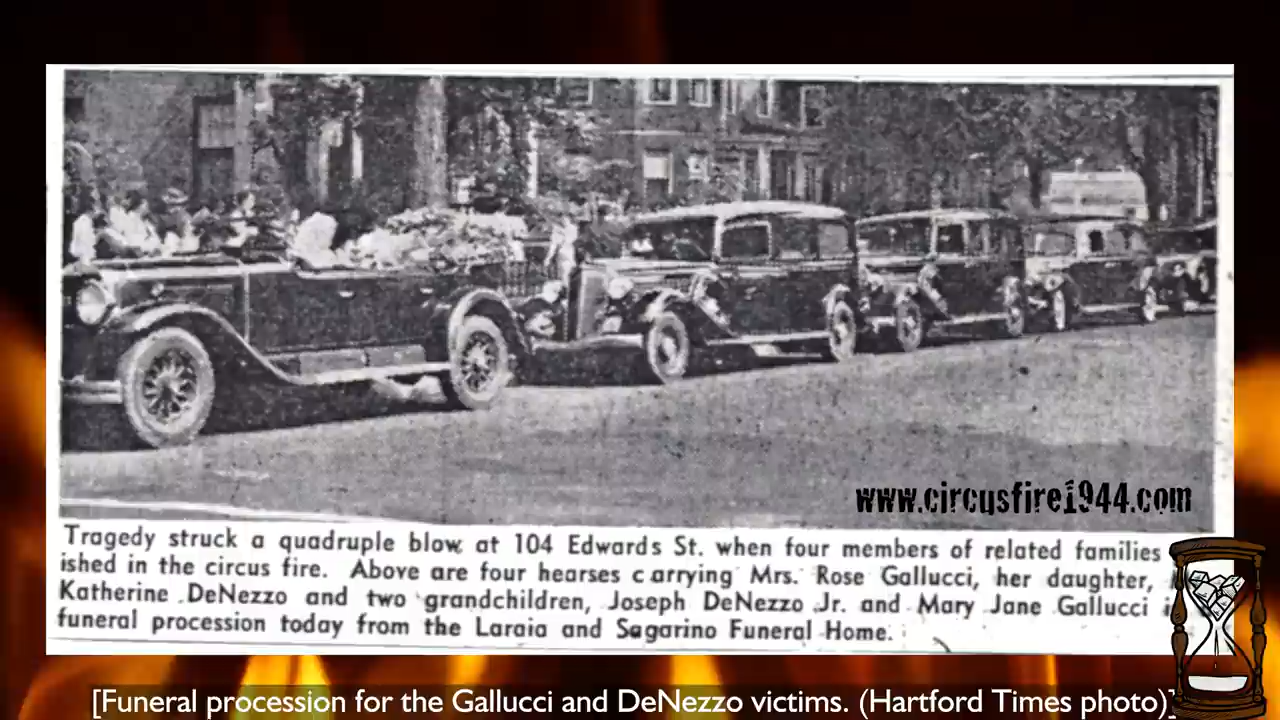 www.circusfire1944.com
Tragedy struck a quadruple blow at 104 Edwards St. when four members of related families
ished in the circus fire. Above are four hearses carrying Mrs. Rose Gallucci, her daughter,
Katherine DeNezzo and two grandchildren, Joseph DeNezzo Jr. and Mary Jane Gallucci i
funeral procession today from the Laraia and Sagarino Funeral Home.
[Funeral procession for the Gallucci and DeNezzo victims. (Hartford Times photo)]